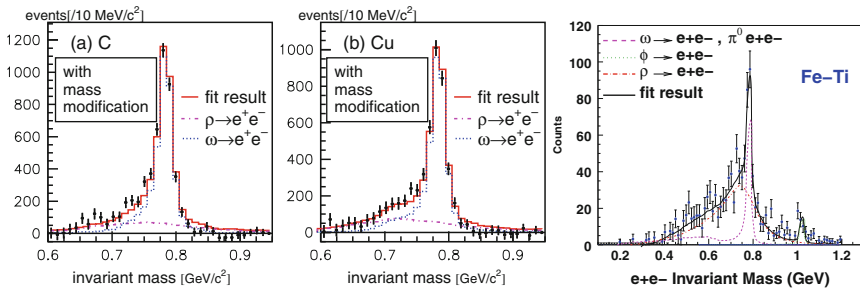 events[/10 MeV/c²]
(a) C
with
mass
modification
fit result
ρ→e⁺e⁻
ω→e⁺e⁻
1200
1000
800
600
400
200
0
0.6
0.7
0.8
0.9
invariant mass [GeV/c²]
events[/10 MeV/c²]
(b) Cu
with
mass
modification
fit result
ρ→e⁺e⁻
ω→e⁺e⁻
1000
800
600
400
200
0
0.6
0.7
0.8
0.9
invariant mass [GeV/c²]
ω → e+e- , π⁰ e+e-
φ → e+e-
ρ → e+e-
fit result
Fe-Ti
Counts
120
100
80
60
40
20
0
0.2
0.4
0.6
0.8
1
1.2
e+e- Invariant Mass (GeV)